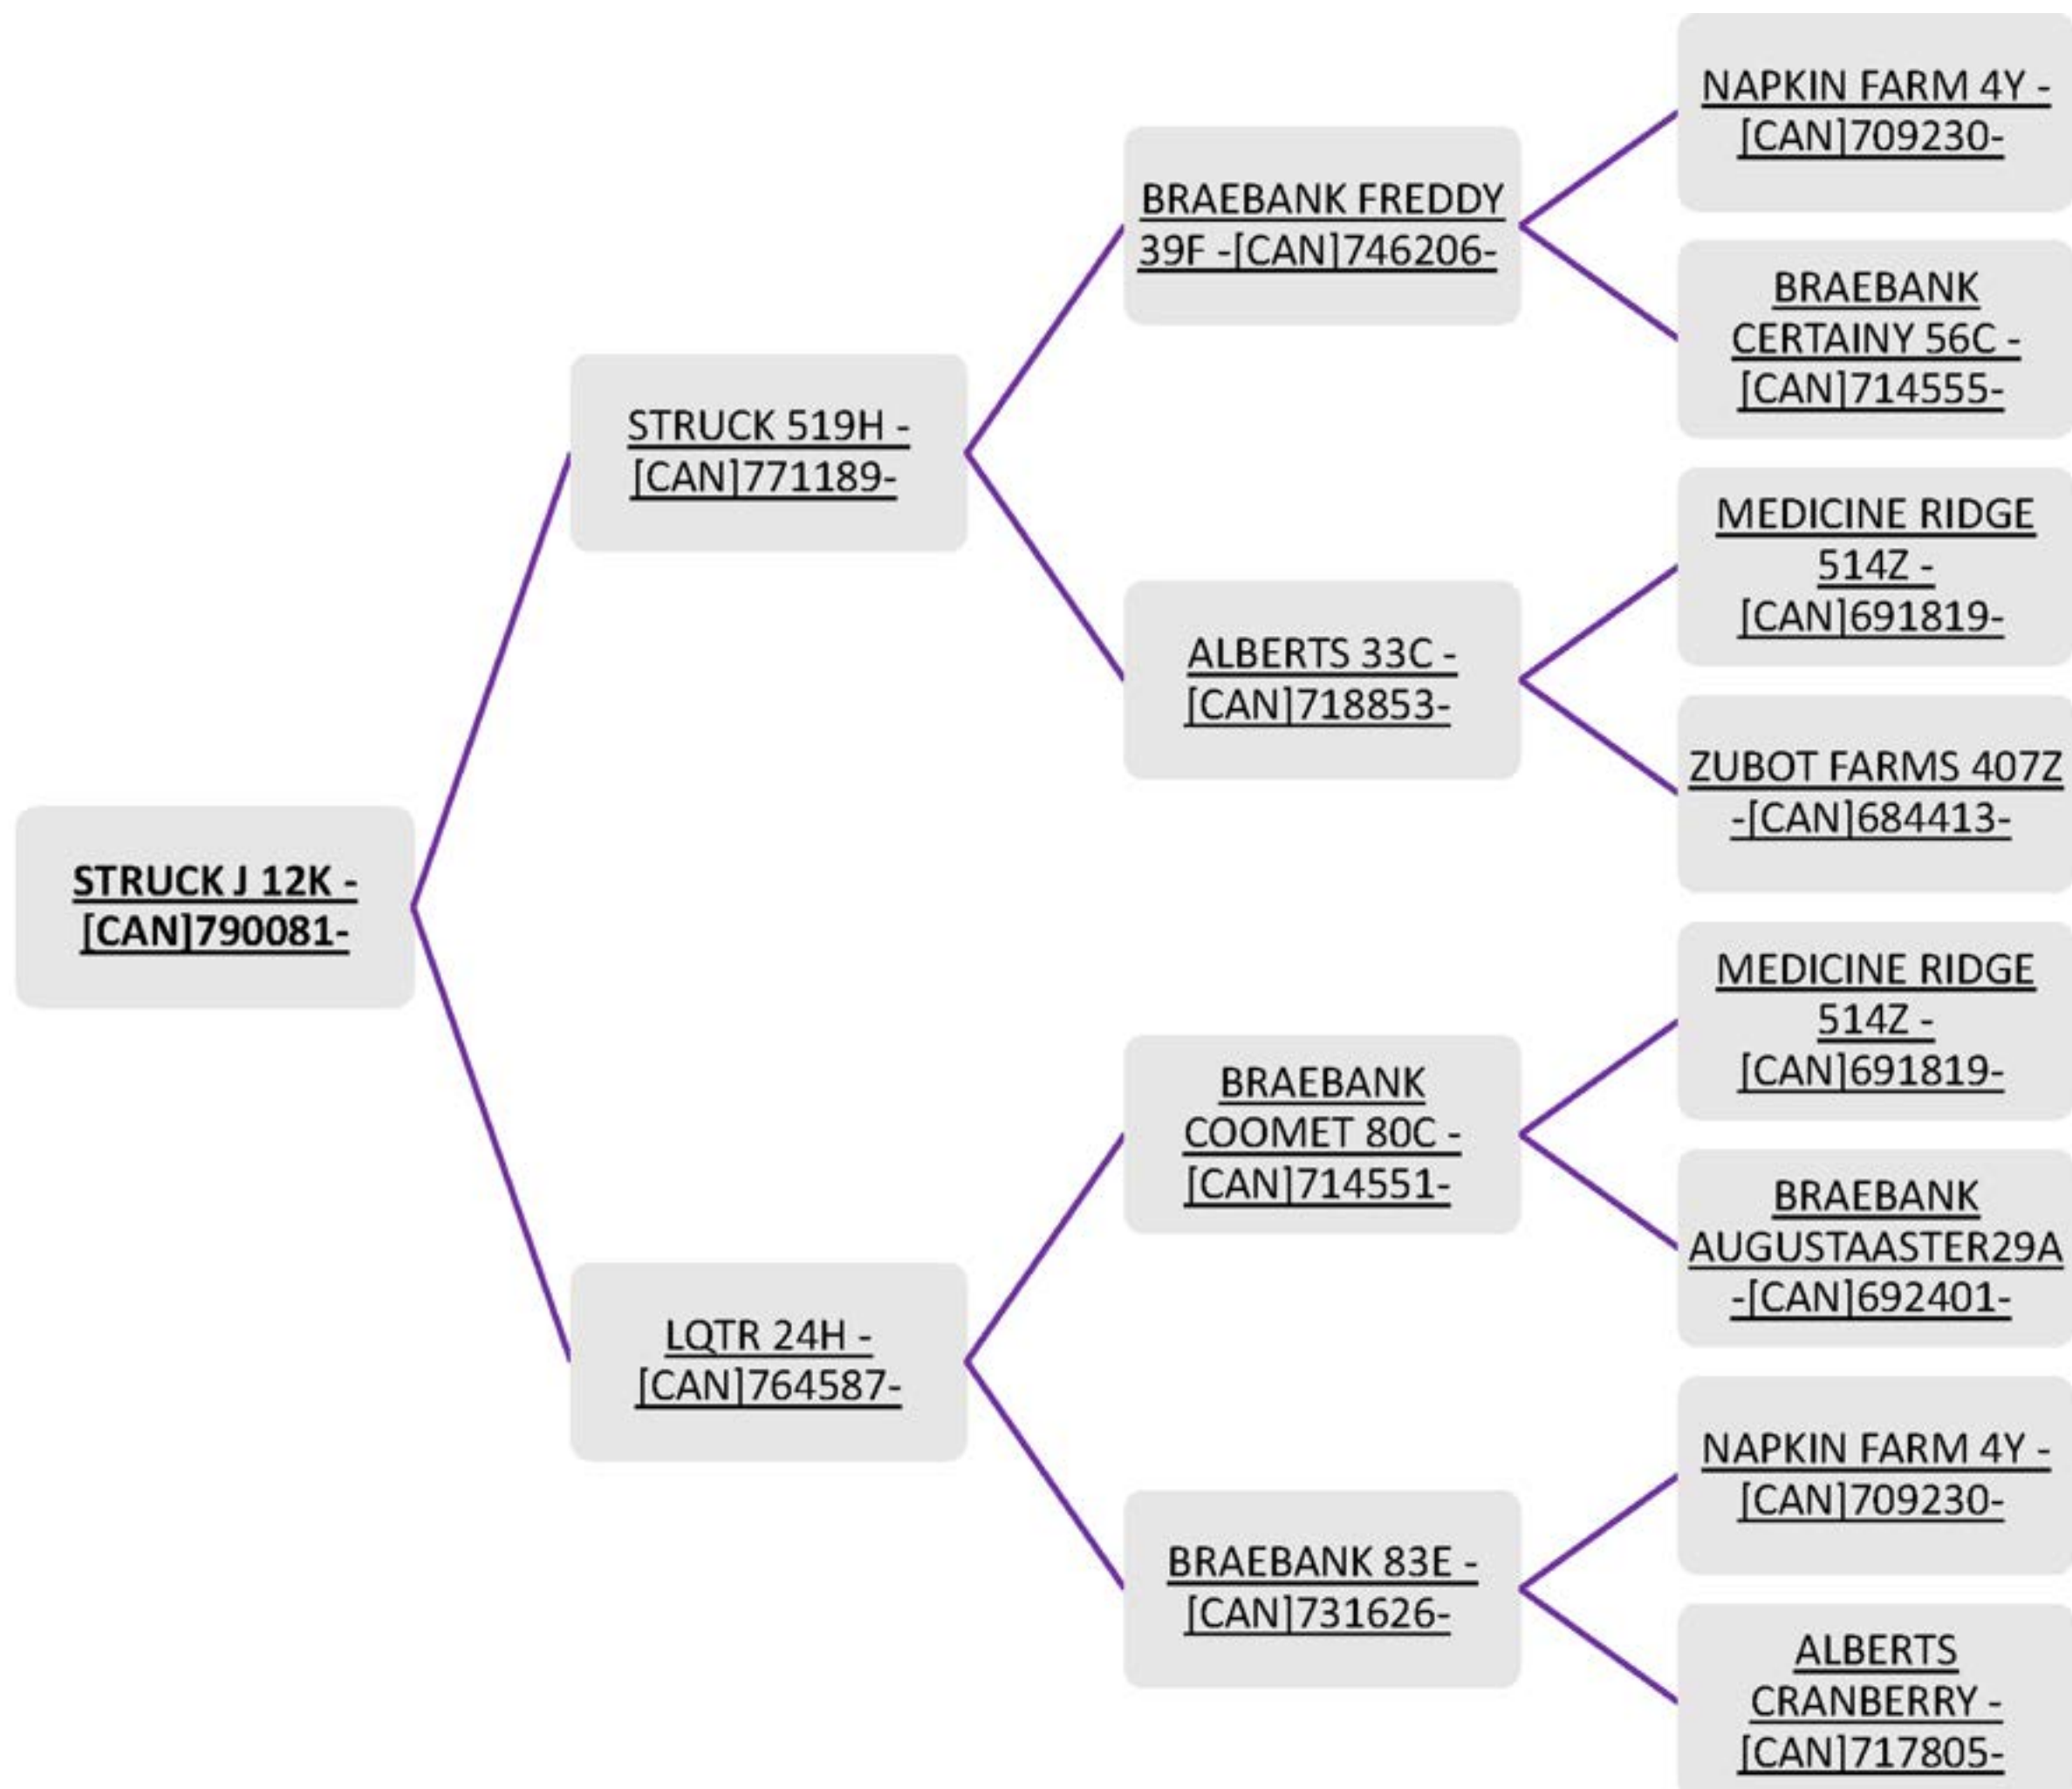 STRUCK J 12K -
[CAN]790081-
STRUCK 519H -
[CAN]771189-
BRAEBANK FREDDY
39F -[CAN]746206-
NAPKIN FARM 4Y -
[CAN]709230-
BRAEBANK
CERTAINY 56C -
[CAN]714555-
ALBERTS 33C -
[CAN]718853-
MEDICINE RIDGE
514Z -
[CAN]691819-
ZUBOT FARMS 407Z
-[CAN]684413-
LQTR 24H -
[CAN]764587-
BRAEBANK
COOMET 80C -
[CAN]714551-
MEDICINE RIDGE
514Z -
[CAN]691819-
BRAEBANK
AUGUSTAASTER29A
-[CAN]692401-
BRAEBANK 83E -
[CAN]731626-
NAPKIN FARM 4Y -
[CAN]709230-
ALBERTS
CRANBERRY -
[CAN]717805-